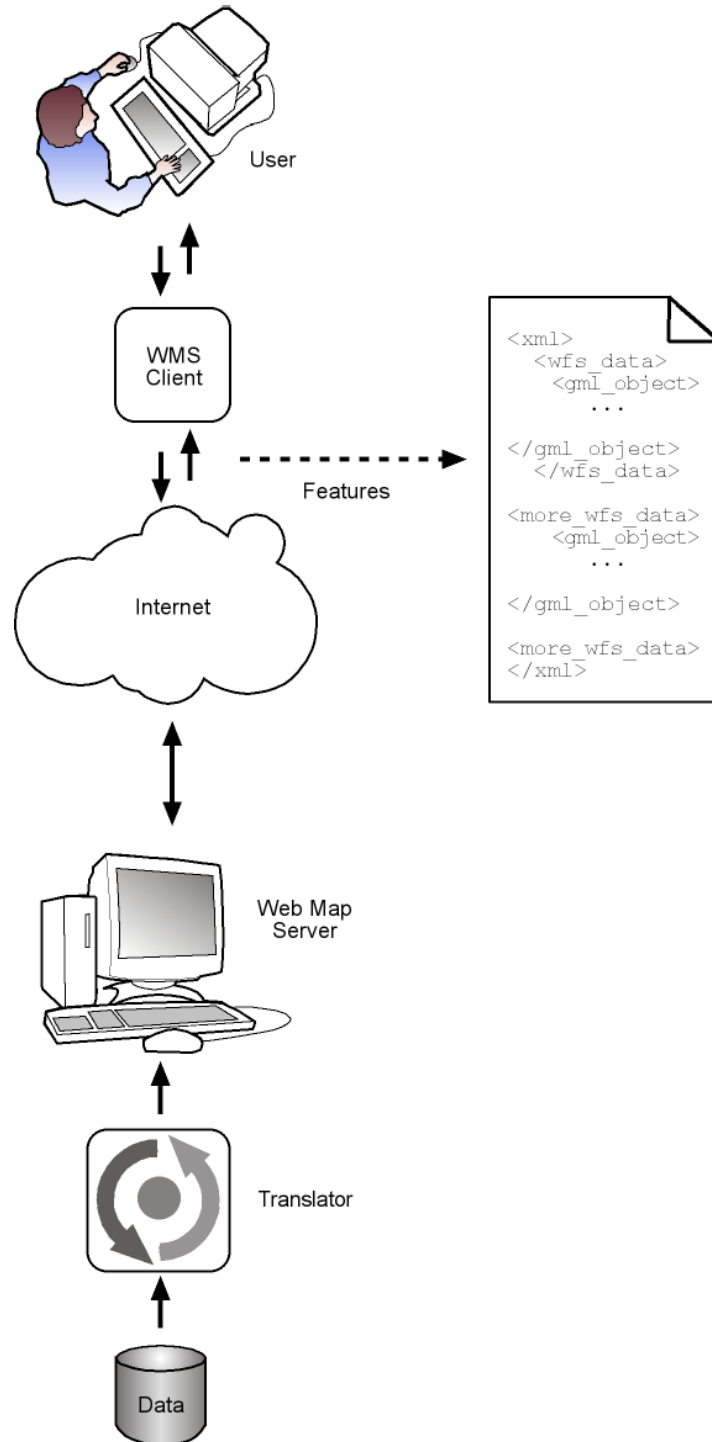 User
WMS
Client
<xml>
<wfs_data>
<gml_object>
...
</gml_object>
</wfs_data>
<more_wfs_data>
<gml_object>
...
</gml_object>
<more_wfs_data>
</xml>
Features
Internet
Web Map
Server
Translator
Data